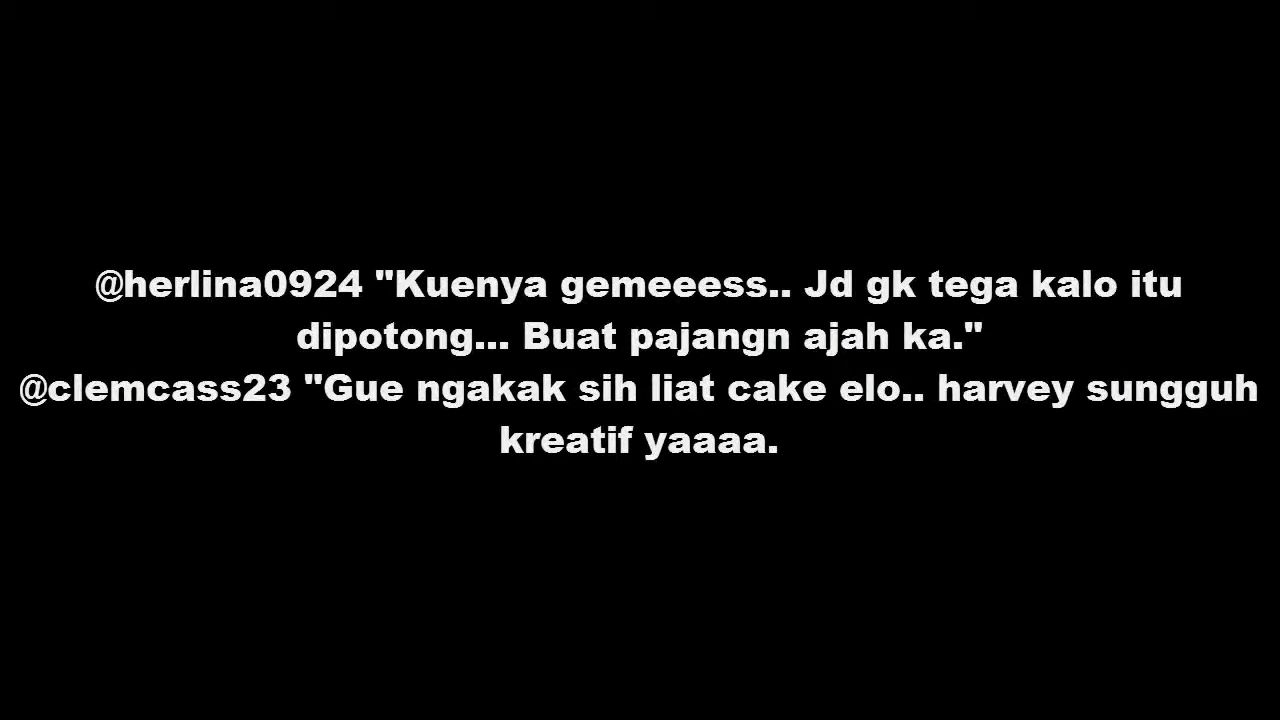 @herlina0924 "Kuenya gemeeess.. Jd gk tega kalo itu
dipotong... Buat pajangn ajah ka."
@clemcass23 "Gue ngakak sih liat cake elo.. harvey sungguh
kreatif yaaaa.